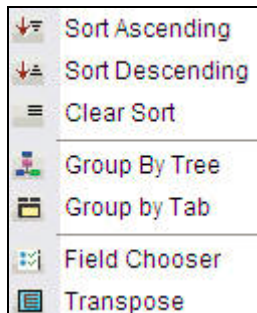 Sort Ascending
Sort Descending
Clear Sort
Group By Tree
Group by Tab
Field Chooser
Transpose